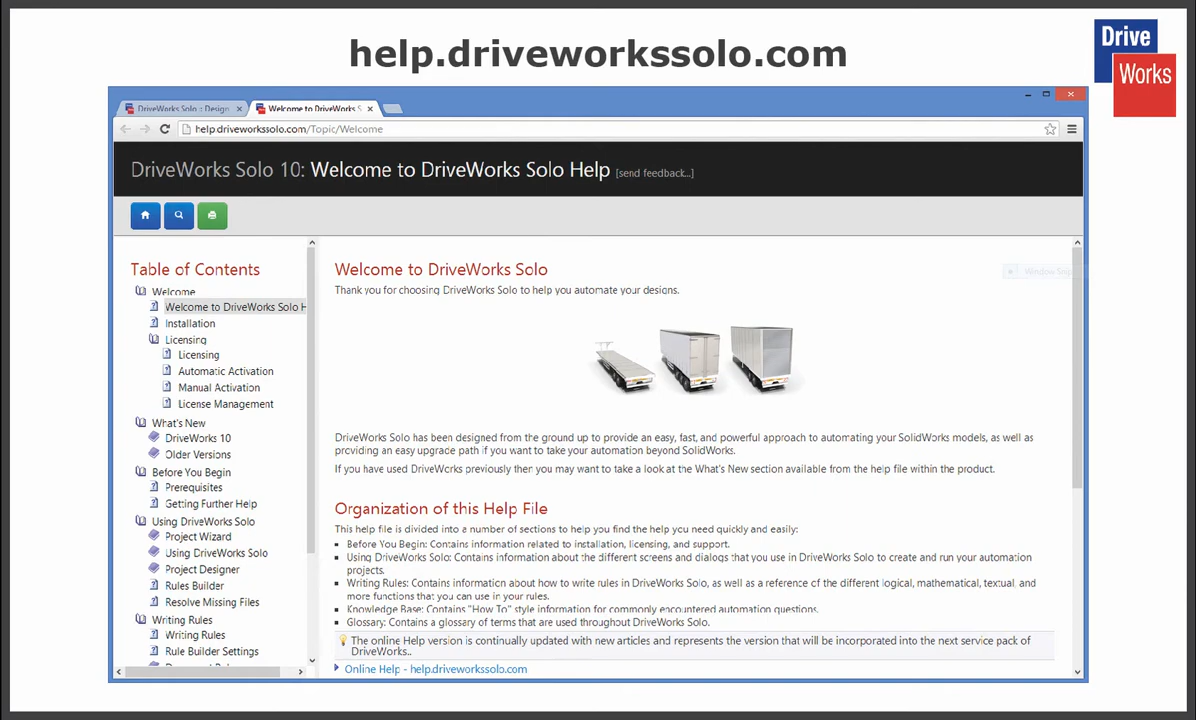 help.driveworkssolo.com
Drive
Works
DriveWorks Solo :: Design
Welcome to DriveWorks S
help.driveworkssolo.com/Topic/Welcome
DriveWorks Solo 10: Welcome to DriveWorks Solo Help [send feedback...]
Table of Contents
Welcome
Welcome to DriveWorks Solo H
Installation
Licensing
Licensing
Automatic Activation
Manual Activation
License Management
What's New
DriveWorks 10
Older Versions
Before You Begin
Prerequisites
Getting Further Help
Using DriveWorks Solo
Project Wizard
Using DriveWorks Solo
Project Designer
Rules Builder
Resolve Missing Files
Writing Rules
Writing Rules
Rule Builder Settings
Welcome to DriveWorks Solo
Thank you for choosing DriveWorks Solo to help you automate your designs.
Window Snip
DriveWorks Solo has been designed from the ground up to provide an easy, fast, and powerful approach to automating your SolidWorks models, as well as
providing an easy upgrade path if you want to take your automation beyond SolidWorks.
If you have used DriveWorks previously then you may want to take a look at the What's New section available from the help file within the product.
Organization of this Help File
This help file is divided into a number of sections to help you find the help you need quickly and easily:
Before You Begin: Contains information related to installation, licensing, and support.
Using DriveWorks Solo: Contains information about the different screens and dialogs that you use in DriveWorks Solo to create and run your automation
projects.
Writing Rules: Contains information about how to write rules in DriveWorks Solo, as well as a reference of the different logical, mathematical, textual, and
more functions that you can use in your rules.
Knowledge Base: Contains "How To" style information for commonly encountered automation questions.
Glossary: Contains a glossary of terms that are used throughout DriveWorks Solo.
The online Help version is continually updated with new articles and represents the version that will be incorporated into the next service pack of
DriveWorks..
Online Help - help.driveworkssolo.com